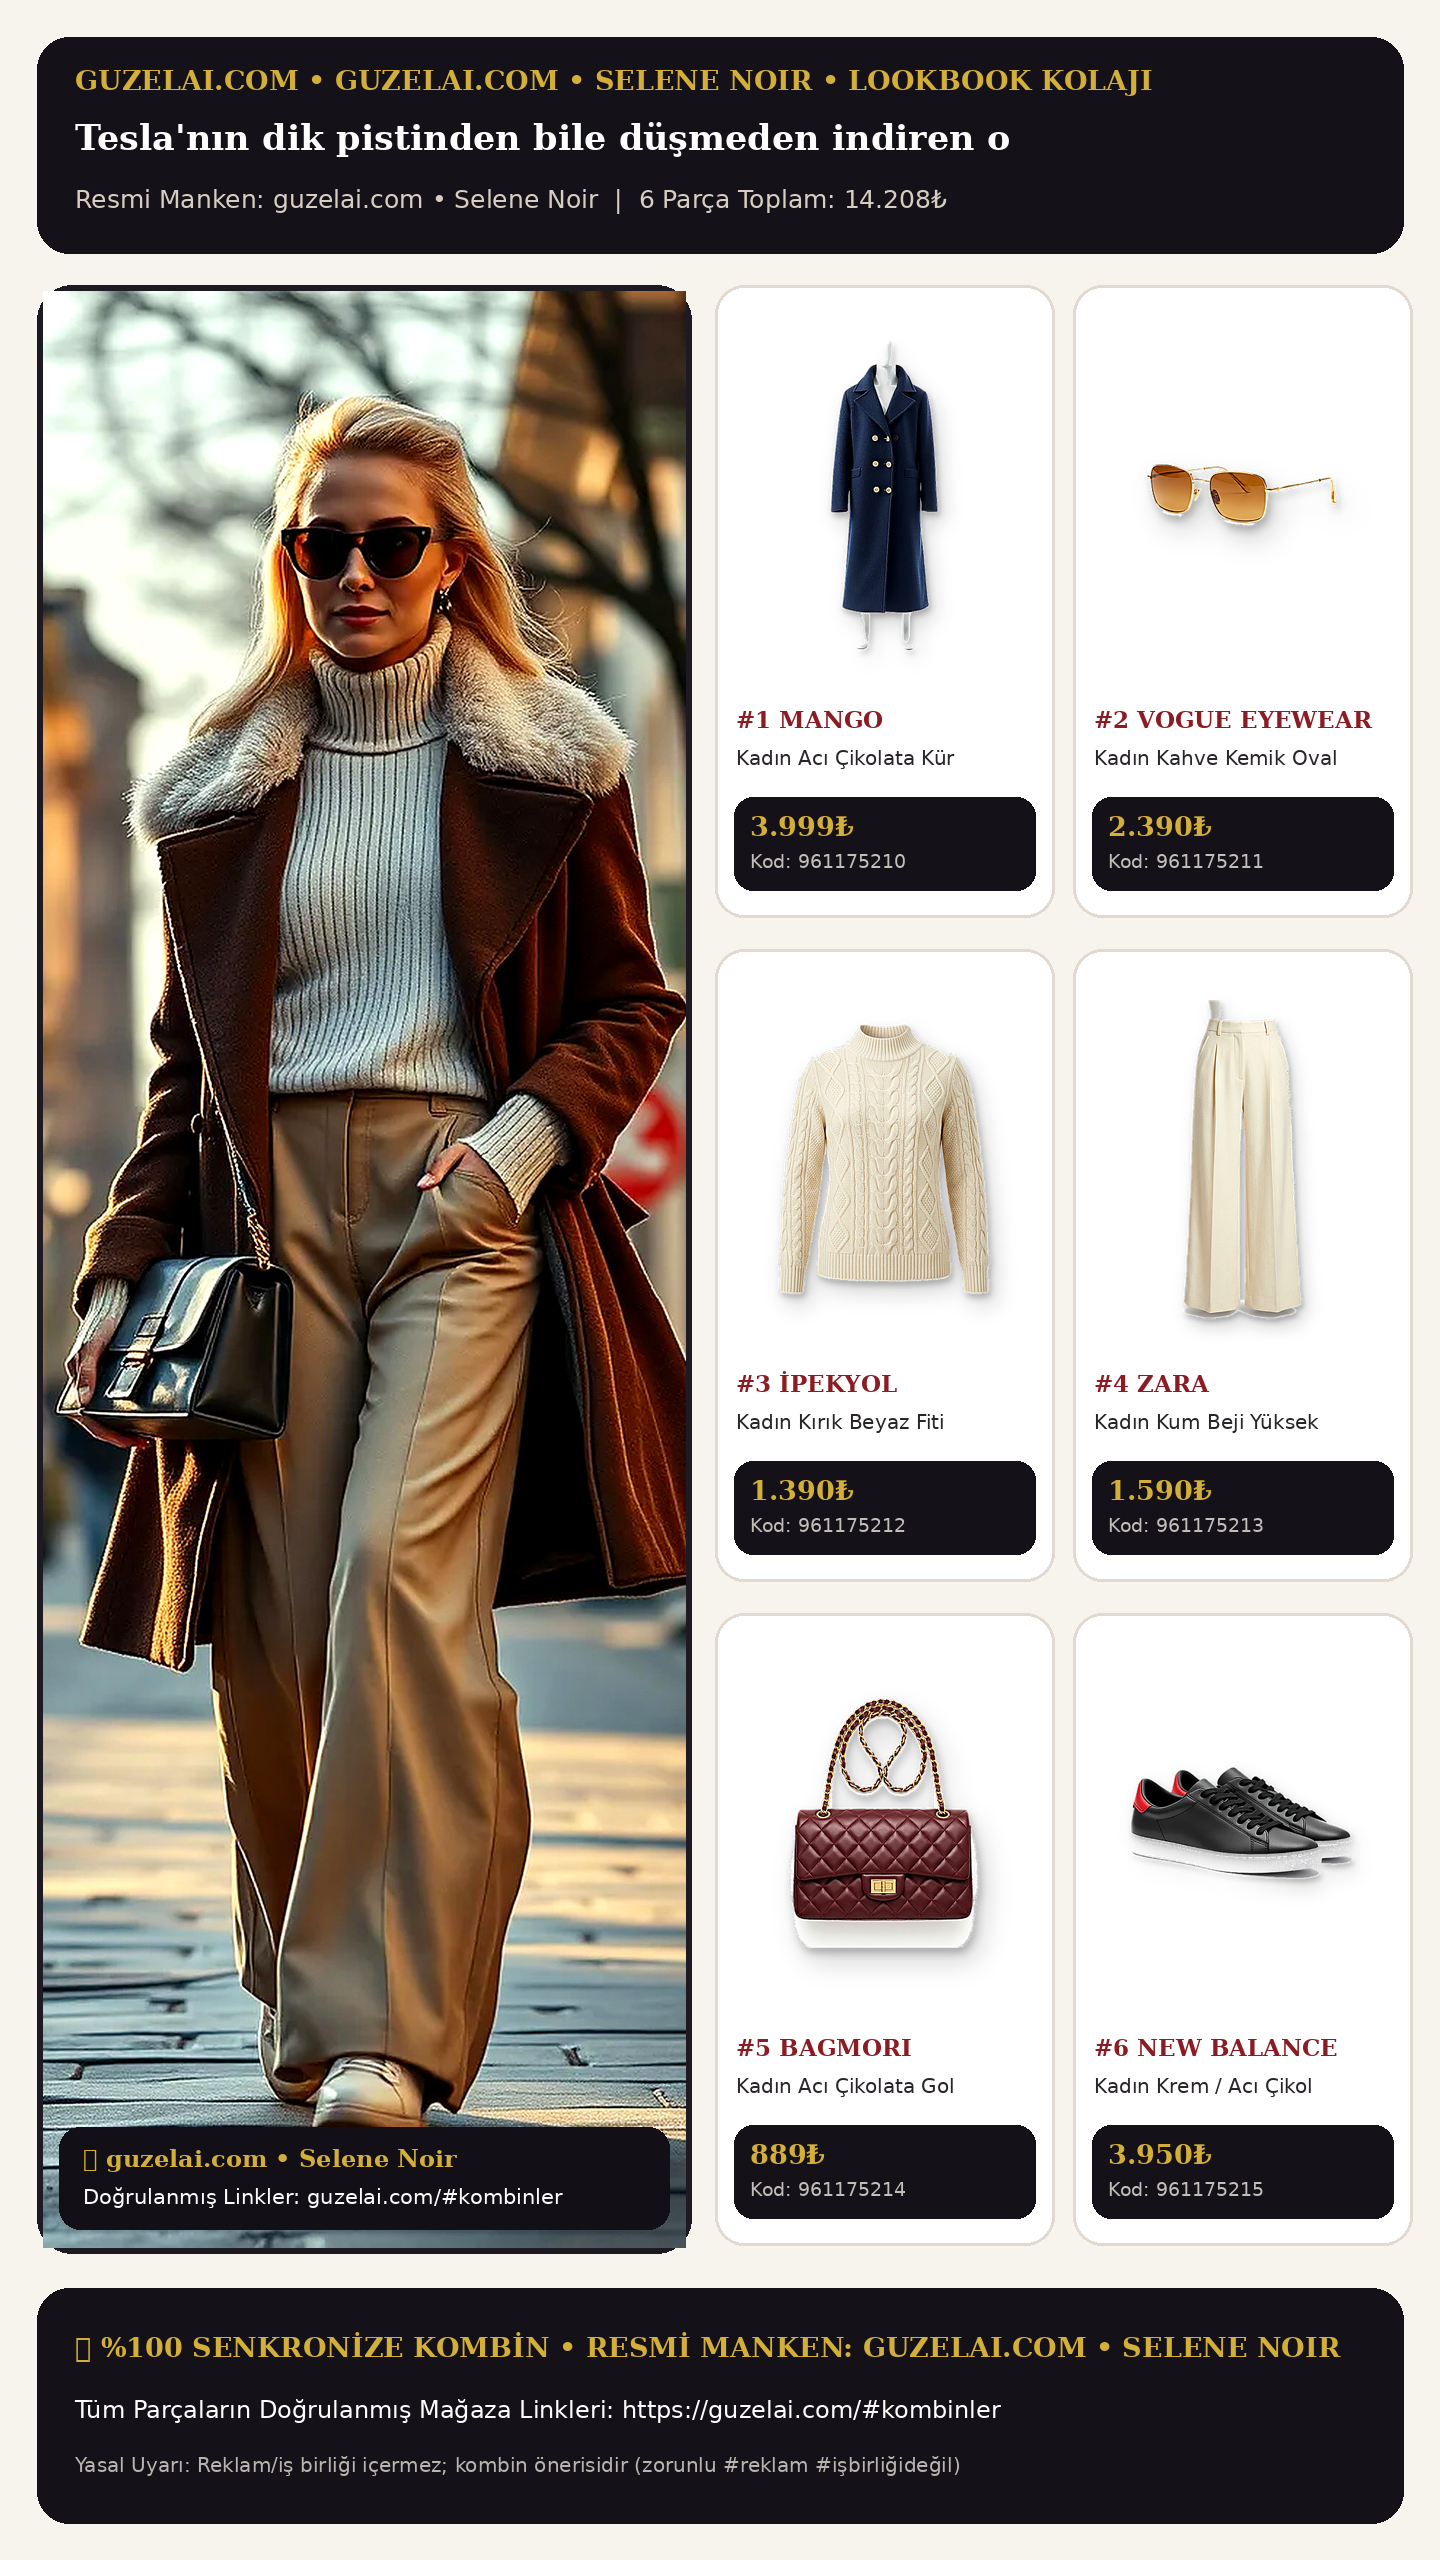 GUZELAI.COM • GUZELAI.COM • SELENE NOIR • LOOKBOOK KOLAJI
Tesla'nın dik pistinden bile düşmeden indiren o
Resmi Manken: guzelai.com • Selene Noir | 6 Parça Toplam: 14.208₺
#1 MANGO
Kadın Acı Çikolata Kür
3.999₺
Kod: 961175210
#2 VOGUE EYEWEAR
Kadın Kahve Kemik Oval
2.390₺
Kod: 961175211
#3 İPEKYOL
Kadın Kırık Beyaz Fiti
1.390₺
Kod: 961175212
#4 ZARA
Kadın Kum Beji Yüksek
1.590₺
Kod: 961175213
#5 BAGMORI
Kadın Acı Çikolata Gol
889₺
Kod: 961175214
#6 NEW BALANCE
Kadın Krem / Acı Çikol
3.950₺
Kod: 961175215
guzelai.com • Selene Noir
Doğrulanmış Linkler: guzelai.com/#kombinler
%100 SENKRONİZE KOMBİN • RESMİ MANKEN: GUZELAI.COM • SELENE NOIR
Tüm Parçaların Doğrulanmış Mağaza Linkleri: https://guzelai.com/#kombinler
Yasal Uyarı: Reklam/iş birliği içermez; kombin önerisidir (zorunlu #reklam #işbirliğideğil)